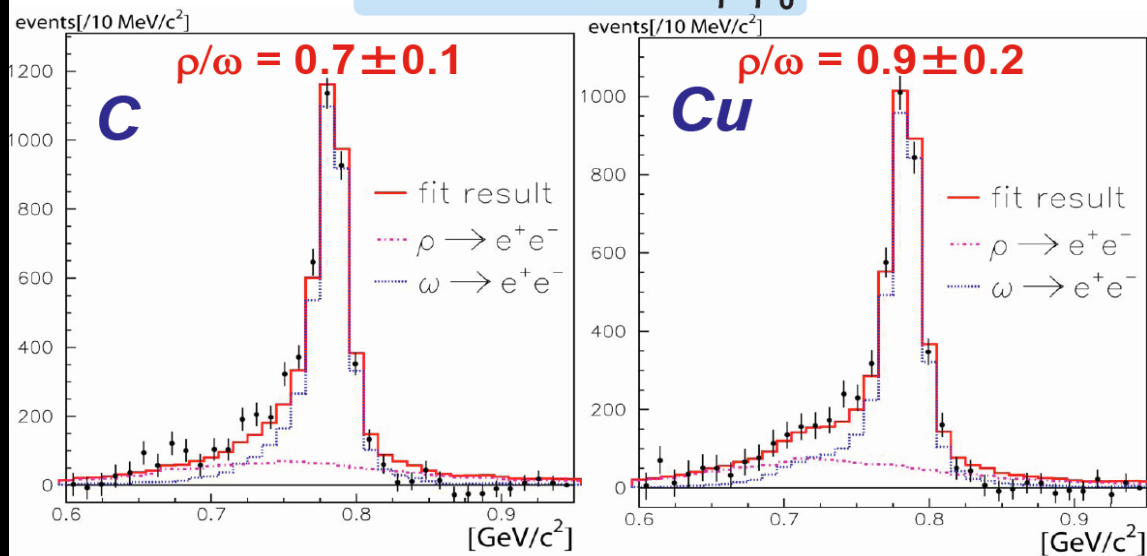 events[/10 MeV/c²]
ρ/ω = 0.7±0.1
C
1200
1000
800
600
400
200
0
fit result
ρ → e⁺e⁻
ω → e⁺e⁻
0.6
0.7
0.8
0.9
[GeV/c²]
events[/10 MeV/c²]
ρ/ω = 0.9±0.2
Cu
1000
800
600
400
200
0
fit result
ρ → e⁺e⁻
ω → e⁺e⁻
0.6
0.7
0.8
0.9
[GeV/c²]